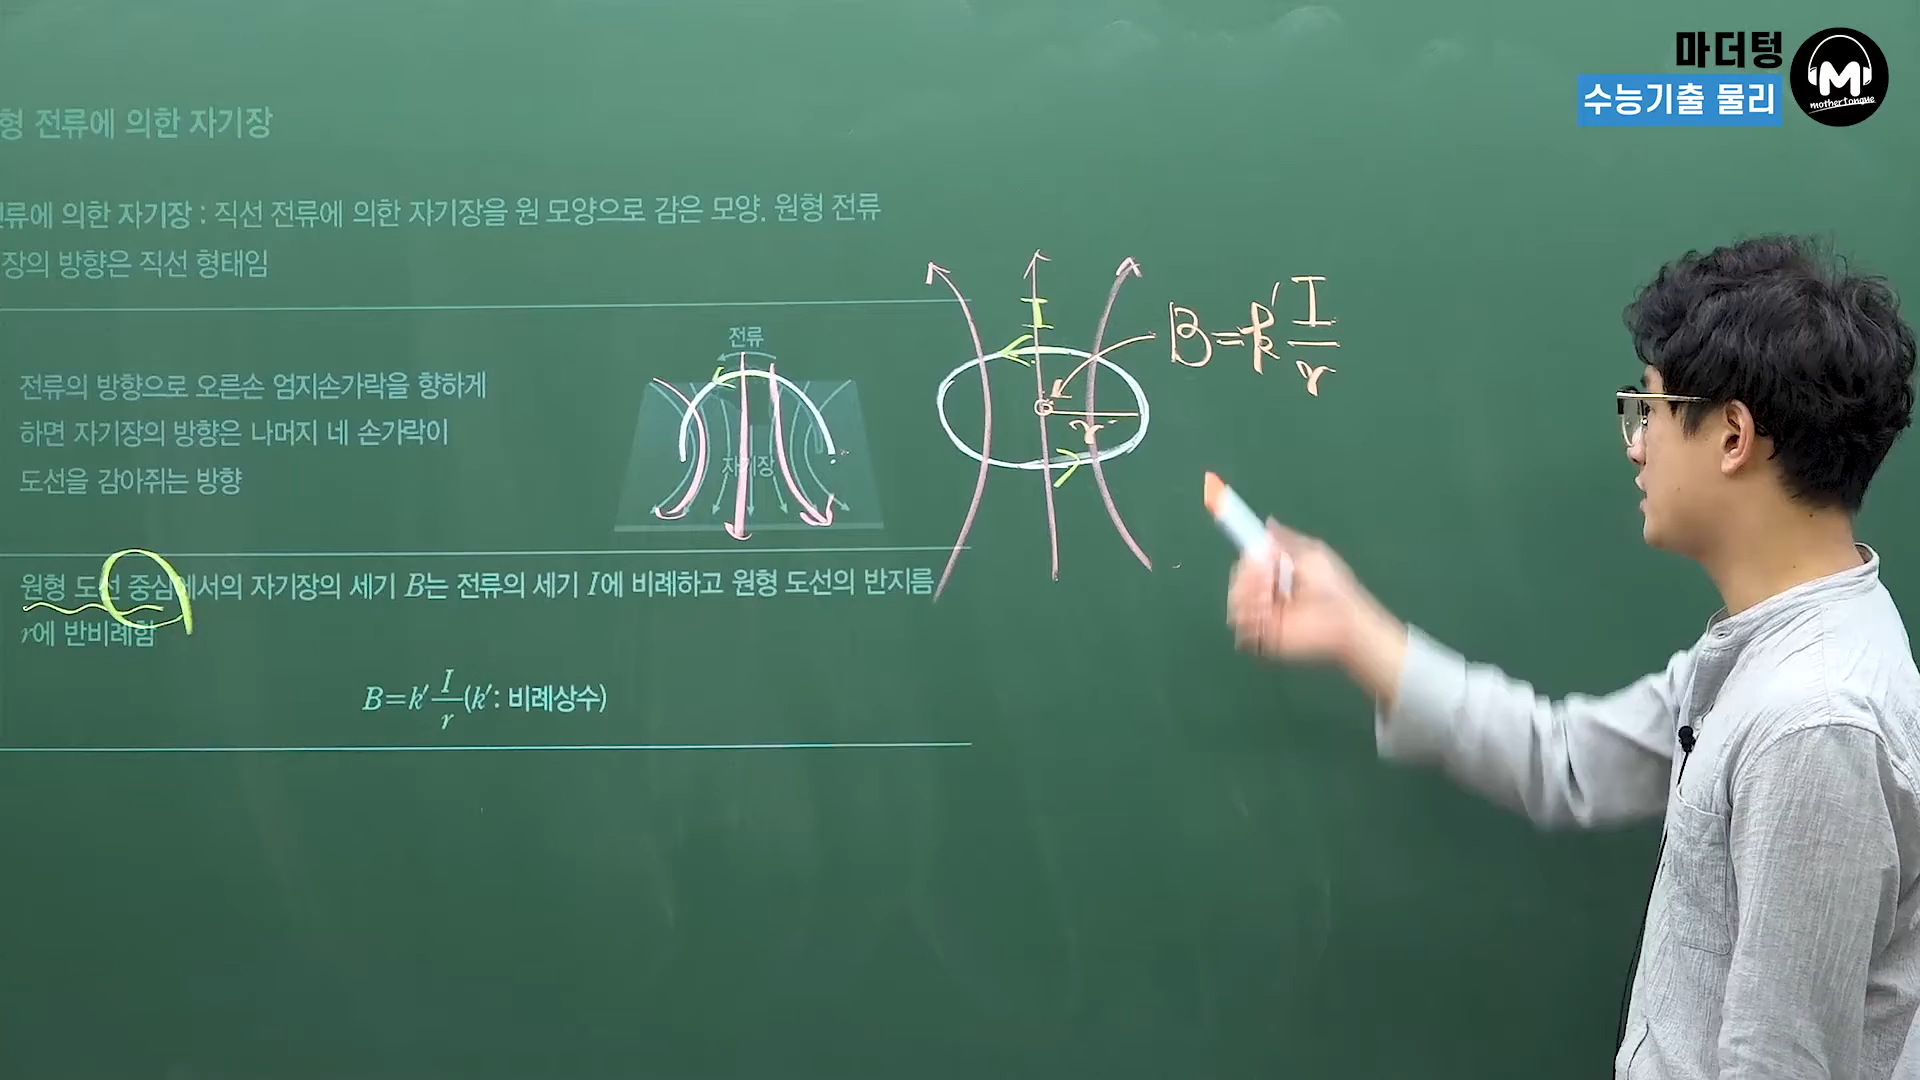 마더텅
수능기출 물리
M
mothertongue
형 전류에 의한 자기장
전류에 의한 자기장 : 직선 전류에 의한 자기장을 원 모양으로 감은 모양. 원형 전류
장의 방향은 직선 형태임
전류의 방향으로 오른손 엄지손가락을 향하게
하면 자기장의 방향은 나머지 네 손가락이
도선을 감아쥐는 방향
전류
자기장
I
r
B=k′ I/r
원형 도선 중심에서의 자기장의 세기 B는 전류의 세기 I에 비례하고 원형 도선의 반지름
r에 반비례함
B=k′ I/r (k′: 비례상수)